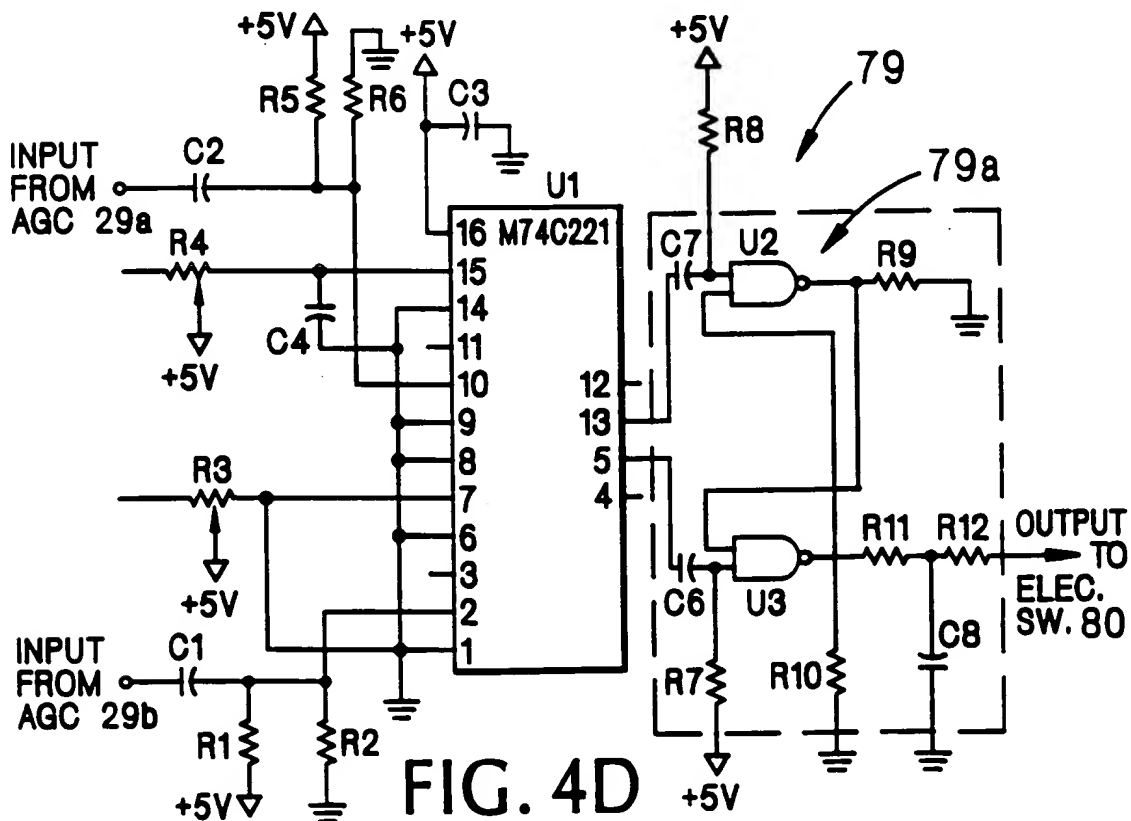 +5V
+5V
+5V
79
R5
R6
C3
R8
INPUT
FROM
AGC 29a
C2
79a
U1
M74C221
C7
U2
R9
R4
+5V
C4
16
15
14
11
10
9
8
7
6
3
2
1
12
13
5
4
R3
+5V
C6
U3
R11
R12
OUTPUT
TO
ELEC.
SW. 80
INPUT
FROM
AGC 29b
C1
R7
R10
C8
R1
R2
+5V
+5V
FIG. 4D